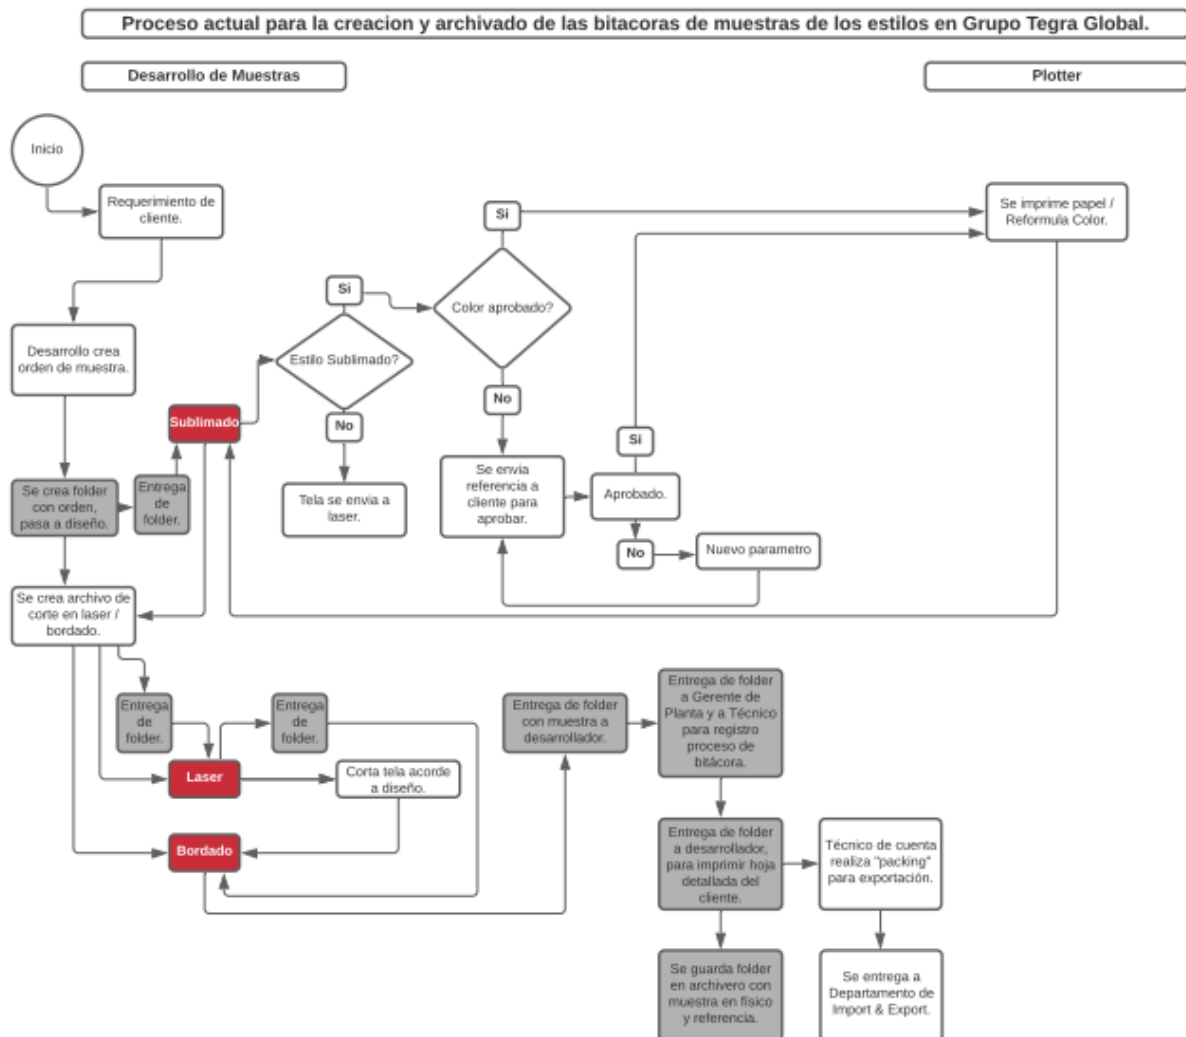 Proceso actual para la creacion y archivado de las bitacoras de muestras de los estilos en Grupo Tegra Global.
Desarrollo de Muestras
Plotter
Inicio
Requerimiento de
cliente.
Si
Se imprime papel /
Reformula Color.
Si
Color aprobado?
Desarrollo crea
orden de muestra.
Estilo Sublimado?
No
Sublimado
No
Si
Se crea folder
con orden,
pasa a diseño.
Entrega
de
folder.
Tela se envia a
laser.
Se envia
referencia a
cliente para
aprobar.
Aprobado.
No
Nuevo parametro
Se crea archivo de
corte en laser /
bordado.
Entrega
de
folder.
Entrega
de
folder.
Entrega de folder
con muestra a
desarrollador.
Entrega de folder
a Gerente de
Planta y a Técnico
para registro
proceso de
bitácora.
Laser
Corta tela acorde
a diseño.
Bordado
Entrega de folder
a desarrollador,
para imprimir hoja
detallada del
cliente.
Técnico de cuenta
realiza "packing"
para exportación.
Se guarda folder
en archivero con
muestra en físico
y referencia.
Se entrega a
Departamento de
Import & Export.